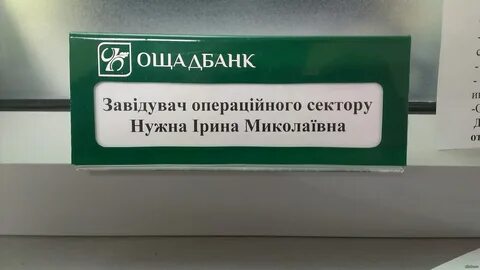 ОЩАДБАНК
Завідувач операційного сектору
Нужна Ірина Миколаївна